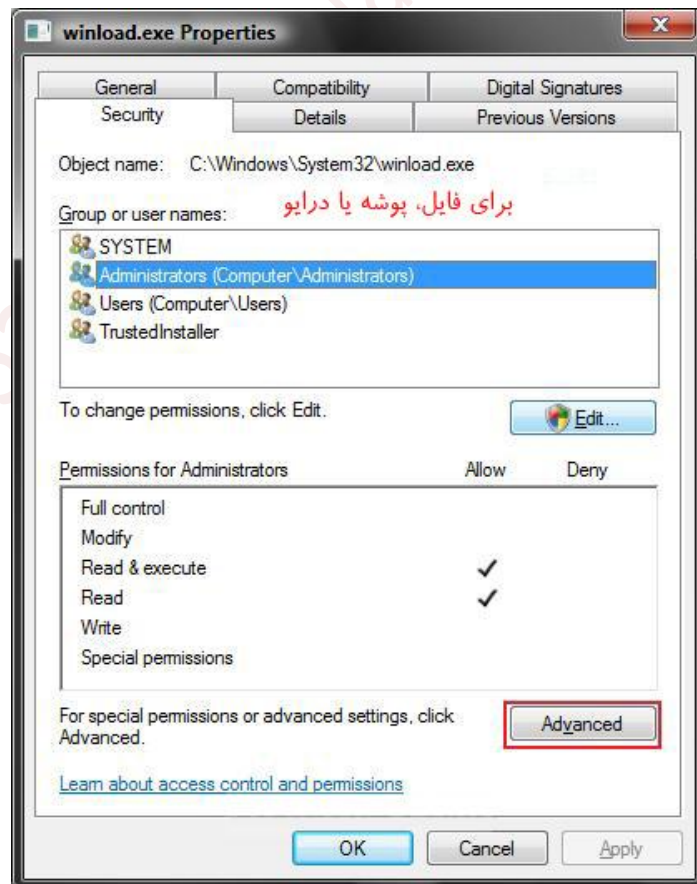 winload.exe Properties
General Compatibility Digital Signatures
Security Details Previous Versions
Object name: C:\Windows\System32\winload.exe
برای فایل، پوشه یا درایو
Group or user names:
SYSTEM
Administrators (Computer\Administrators)
Users (Computer\Users)
TrustedInstaller
To change permissions, click Edit.
Edit...
Permissions for Administrators Allow Deny
Full control
Modify
Read & execute
Read
Write
Special permissions
For special permissions or advanced settings, click
Advanced.
Advanced
Learn about access control and permissions
OK Cancel Apply